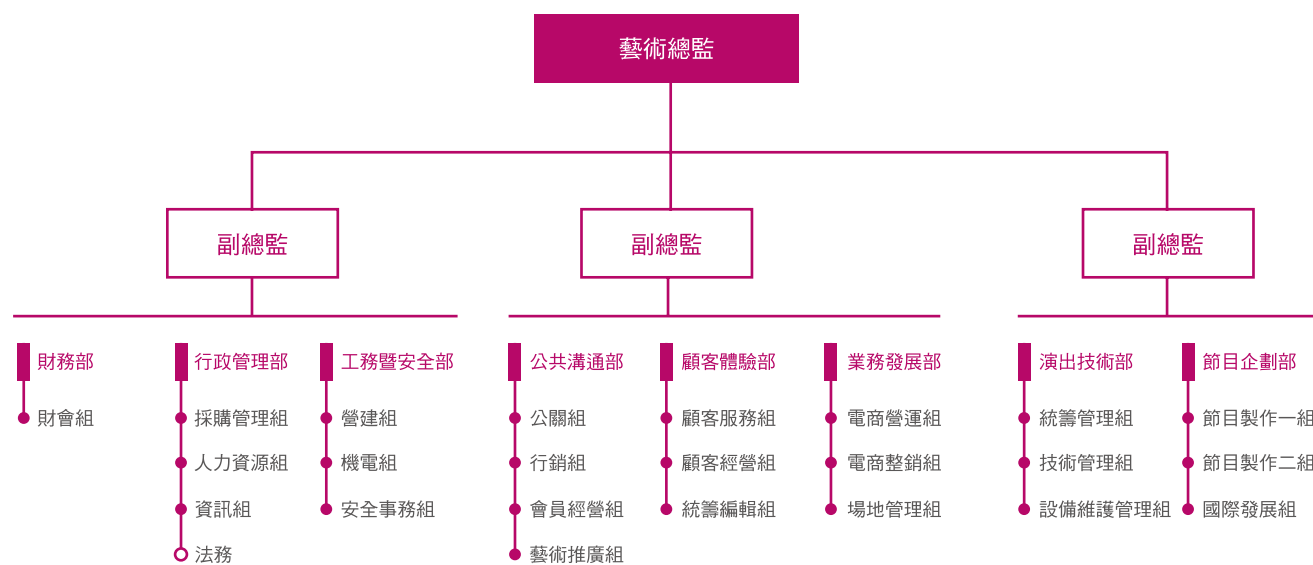 藝術總監
副總監
副總監
副總監
財務部
財會組
行政管理部
採購管理組
人力資源組
資訊組
法務
工務暨安全部
營建組
機電組
安全事務組
公共溝通部
公關組
行銷組
會員經營組
藝術推廣組
顧客體驗部
顧客服務組
顧客經營組
統籌編輯組
業務發展部
電商營運組
電商整銷組
場地管理組
演出技術部
統籌管理組
技術管理組
設備維護管理組
節目企劃部
節目製作一組
節目製作二組
國際發展組